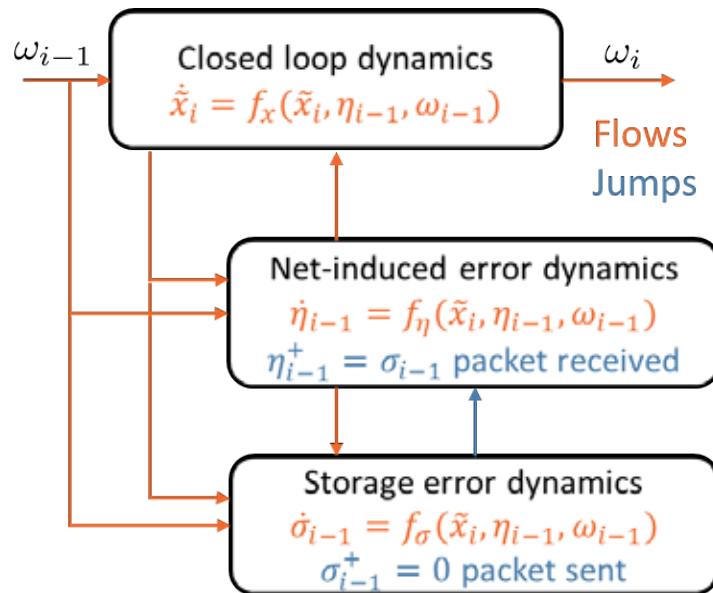 ω_{i−1}
Closed loop dynamics
ω_i
\dot{\tilde{x}}_i = f_x(\tilde{x}_i, η_{i−1}, ω_{i−1})
Flows
Jumps
Net-induced error dynamics
\dot{η}_{i−1} = f_η(\tilde{x}_i, η_{i−1}, ω_{i−1})
η_{i−1}^+ = σ_{i−1} packet received
Storage error dynamics
\dot{σ}_{i−1} = f_σ(\tilde{x}_i, η_{i−1}, ω_{i−1})
σ_{i−1}^+ = 0 packet sent